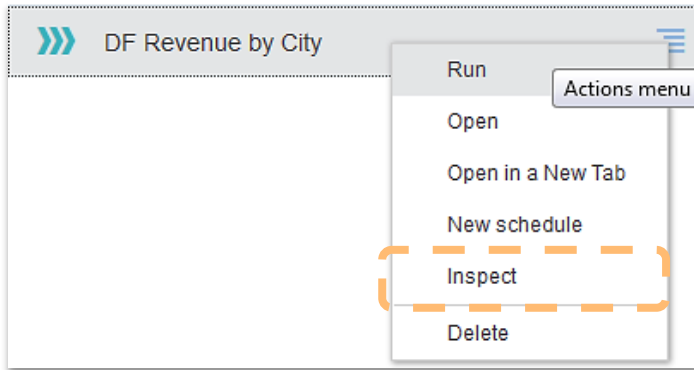 DF Revenue by City
Run
Actions menu
Open
Open in a New Tab
New schedule
Inspect
Delete